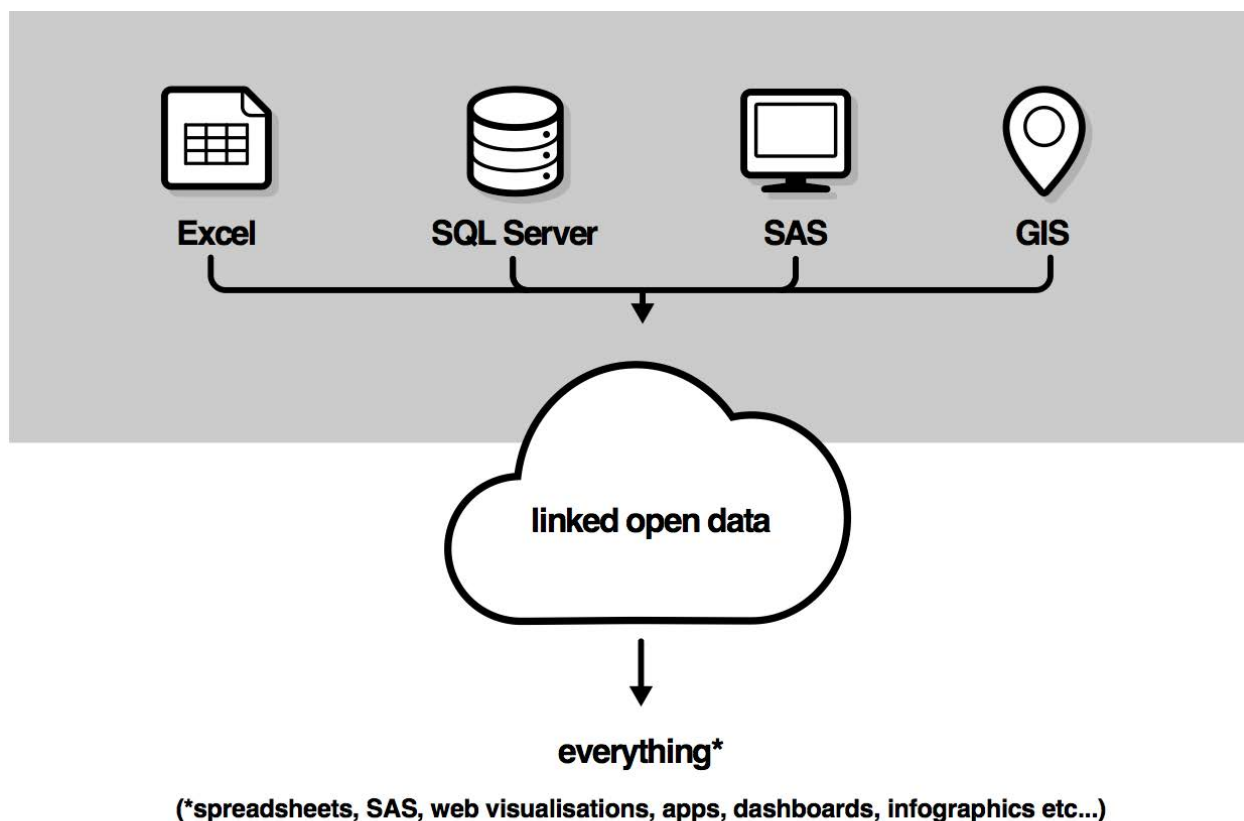 Excel SQL Server SAS GIS
linked open data
everything*
(*spreadsheets, SAS, web visualisations, apps, dashboards, infographics etc...)